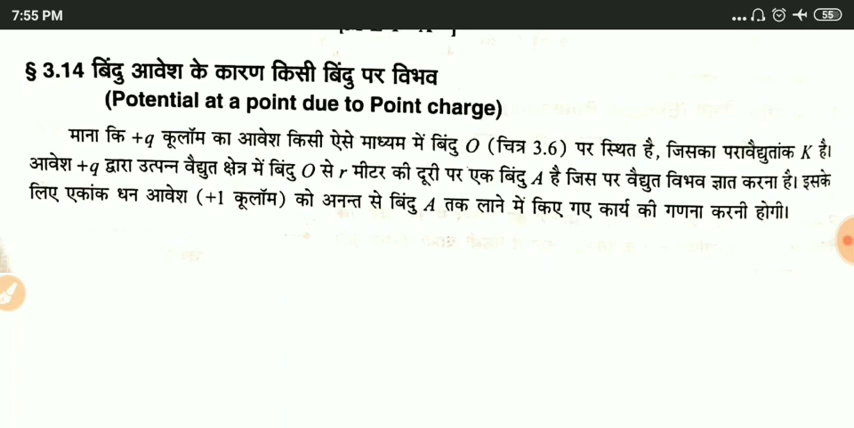 7:55 PM
55
§ 3.14 बिंदु आवेश के कारण किसी बिंदु पर विभव
(Potential at a point due to Point charge)
माना कि +q कूलॉम का आवेश किसी ऐसे माध्यम में बिंदु O (चित्र 3.6) पर स्थित है, जिसका परावैद्युतांक K है।
आवेश +q द्वारा उत्पन्न वैद्युत क्षेत्र में बिंदु O से r मीटर की दूरी पर एक बिंदु A है जिस पर वैद्युत विभव ज्ञात करना है। इसके
लिए एकांक धन आवेश (+1 कूलॉम) को अनन्त से बिंदु A तक लाने में किए गए कार्य की गणना करनी होगी।